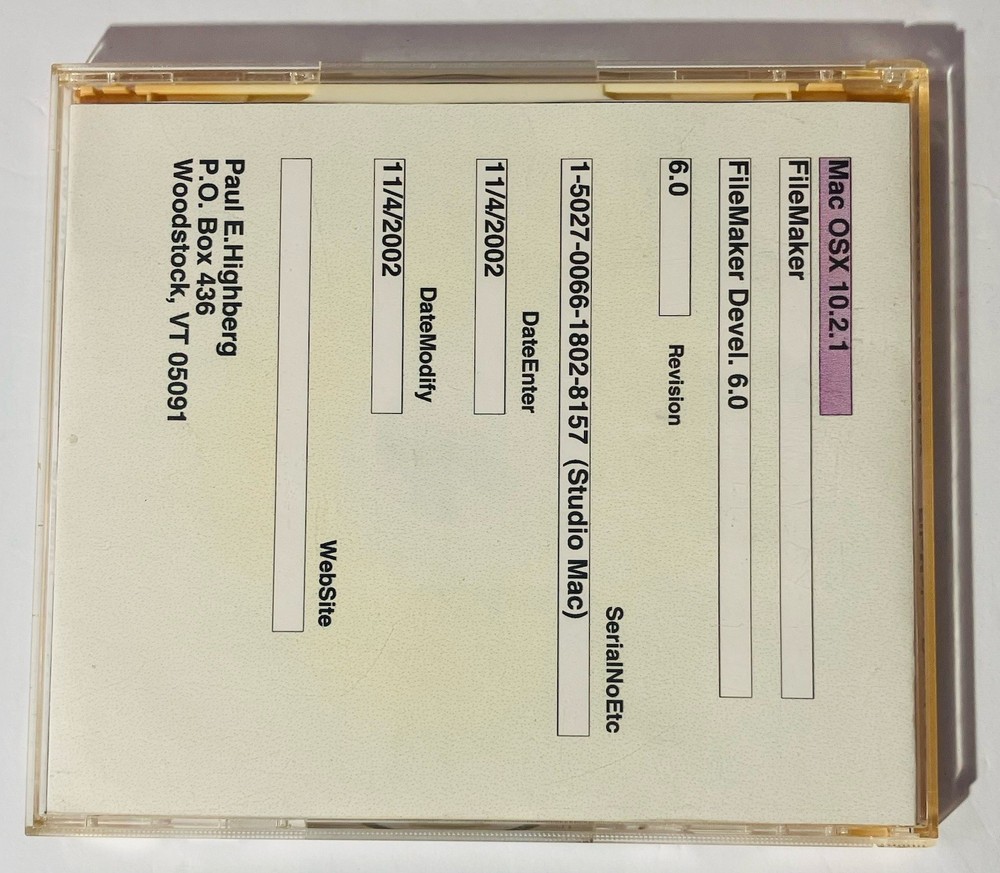 Mac OSX 10.2.1
FileMaker
FileMaker Devel. 6.0
6.0 Revision
SerialNoEtc
1-5027-0066-1802-8157 (Studio Mac)
DateEnter
11/4/2002
DateModify
11/4/2002
WebSite
Paul E.Highberg
P.O. Box 436
Woodstock, VT 05091